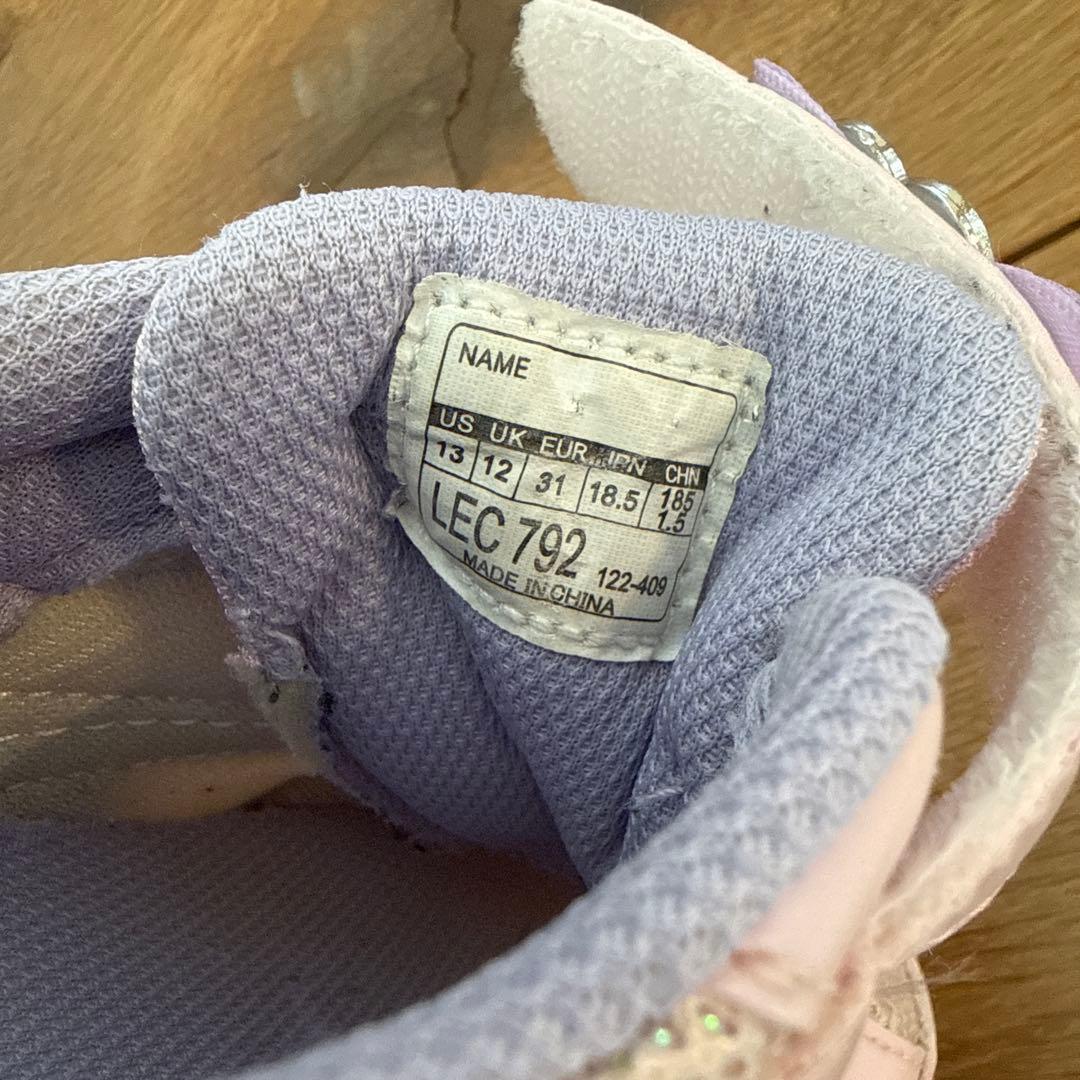 NAME
US UK EUR JPN CHN
13 12 31 18.5 185
1.5
LEC 792 122-409
MADE IN CHINA